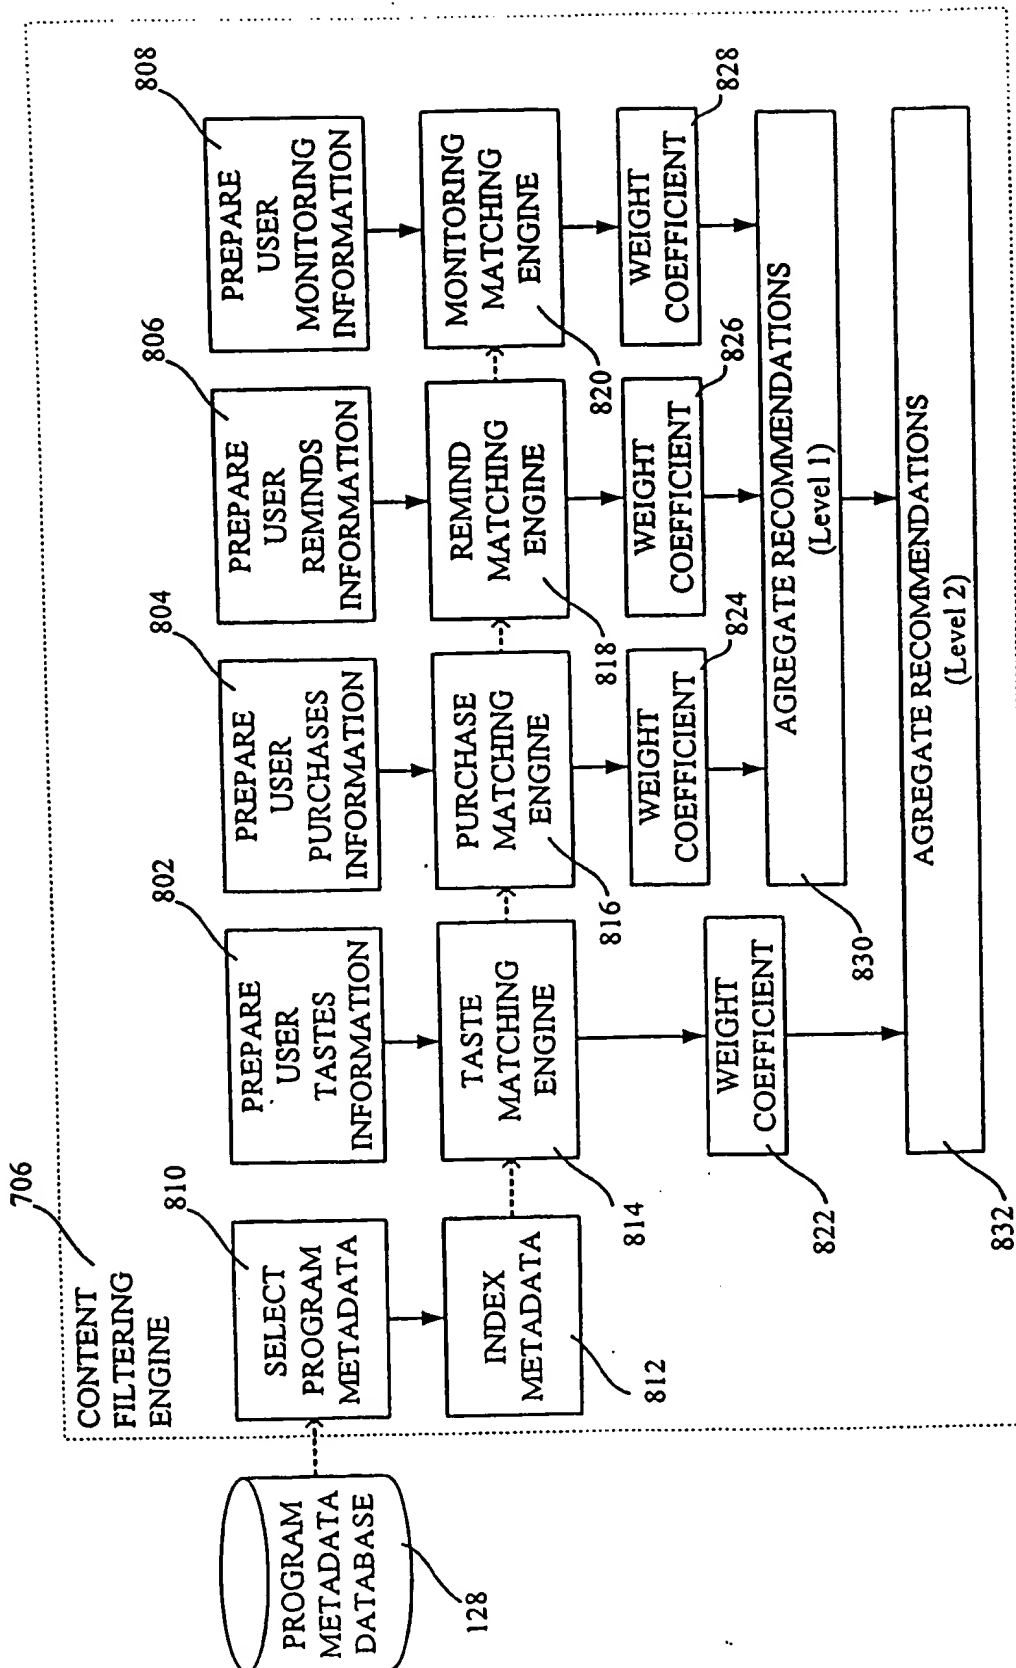 CONTENT
FILTERING
ENGINE
706
PROGRAM
METADATA
DATABASE
128
SELECT
PROGRAM
METADATA
810
INDEX
METADATA
812
PREPARE
USER
TASTES
INFORMATION
802
PREPARE
USER
PURCHASES
INFORMATION
804
PREPARE
USER
REMINDS
INFORMATION
806
PREPARE
USER
MONITORING
INFORMATION
808
TASTE
MATCHING
ENGINE
814
PURCHASE
MATCHING
ENGINE
816
REMIND
MATCHING
ENGINE
818
MONITORING
MATCHING
ENGINE
820
WEIGHT
COEFFICIENT
822
WEIGHT
COEFFICIENT
824
WEIGHT
COEFFICIENT
826
WEIGHT
COEFFICIENT
828
AGREGATE RECOMMENDATIONS
(Level 1)
830
AGREGATE RECOMMENDATIONS
(Level 2)
832